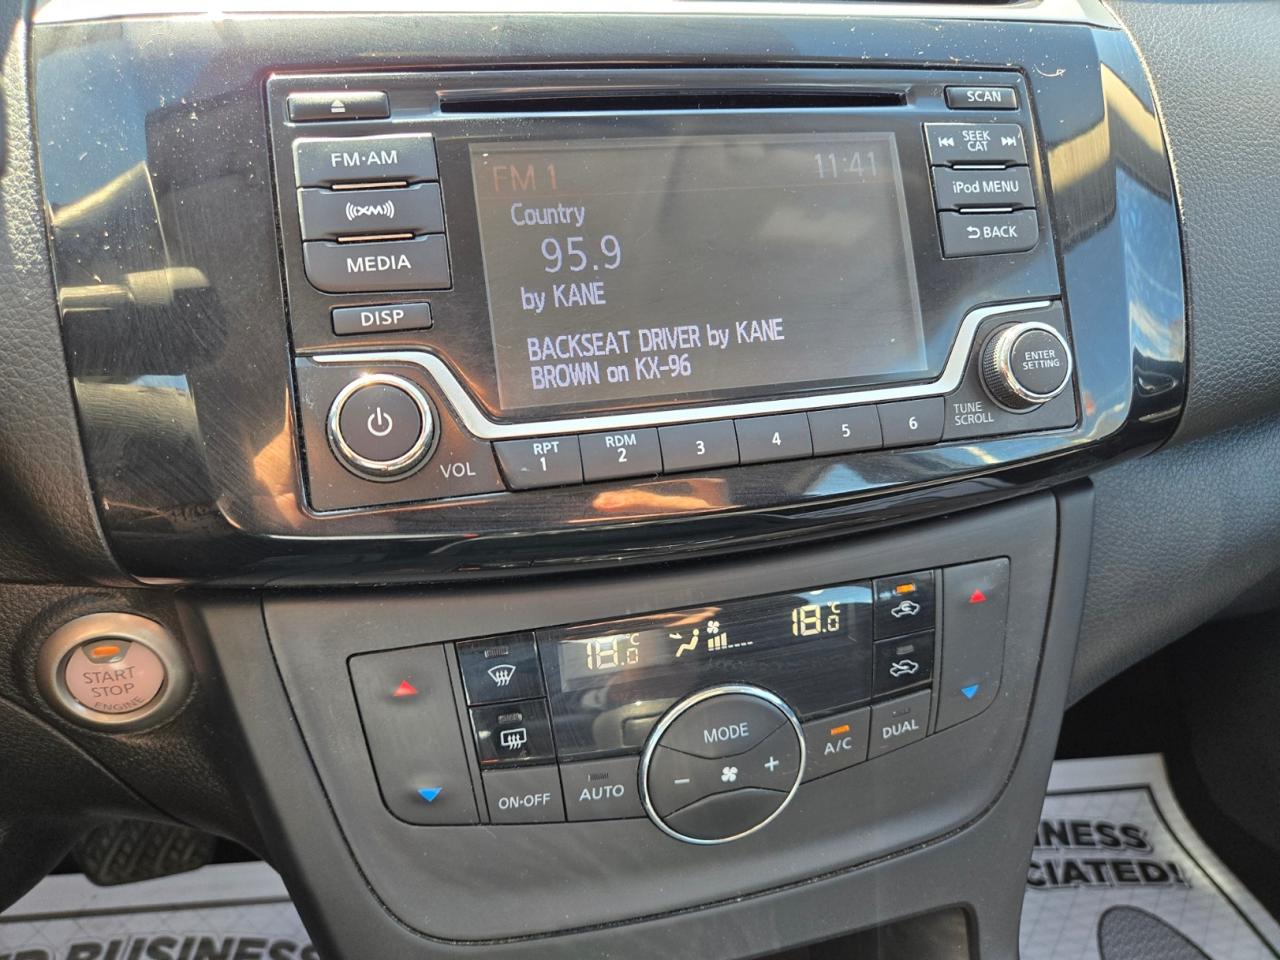 SCAN
FM·AM
SEEK
CAT
XM
iPod MENU
MEDIA
BACK
DISP
FM 1
11:41
Country
95.9
by KANE
BACKSEAT DRIVER by KANE
BROWN on KX-96
ENTER
SETTING
TUNE
SCROLL
VOL
RPT
1
RDM
2
3
4
5
6
START
STOP
ENGINE
18.0°C
18.0°C
MODE
− +
A/C
DUAL
ON·OFF
AUTO
BUSINESS
INESS
CIATED!